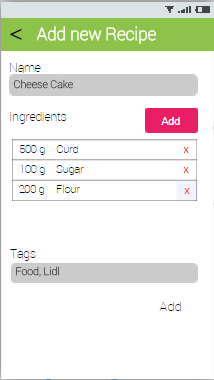 < Add new Recipe
Name
Cheese Cake
Ingredients Add
500 g Curd x
100 g Sugar x
200 g Flour x
Tags
Food, Lidl
Add